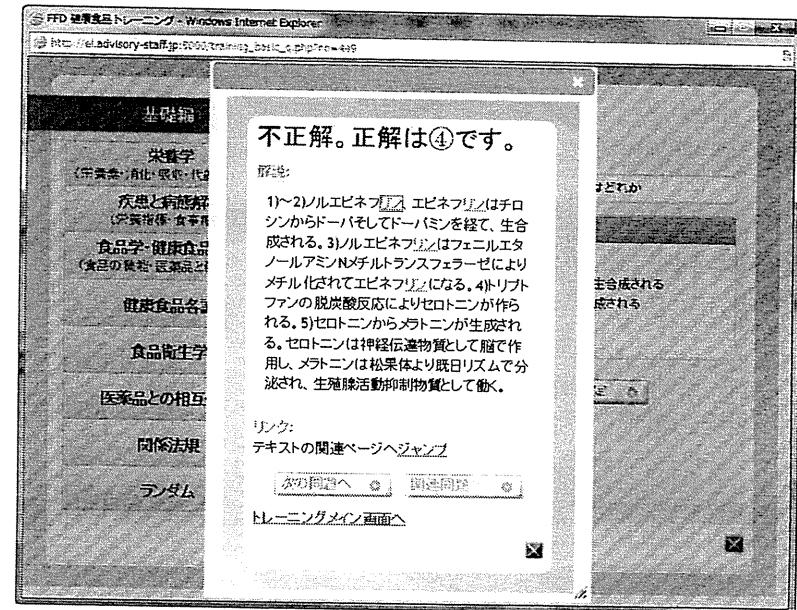 FFD 健康食品トレーニング - Windows Internet Explorer
基礎編
栄養学
食品学・健康食品
健康食品各
食品衛生学
医薬品との相互
関係法規
ランダム
はどれか
生合成される
成される
不正解。正解は④です。
解説:
1)~2)ノルエピネフリン、エピネフリンはチロ
シンからドーパそしてドーパミンを経て、生合
成される。3)ノルエピネフリンはフェニルエタ
ノールアミンNメチルトランスフェラーゼにより
メチル化されてエピネフリンになる。4)トリプト
ファンの脱炭酸反応によりセロトニンが作ら
れる。5)セロトニンからメラトニンが生成され
る。セロトニンは神経伝達物質として脳で作
用し、メラトニンは松果体より既日リズムで分
泌され、生殖腺活動抑制物質として働く。
リンク:
テキストの関連ページへジャンプ
次の問題へ
関連問題
トレーニングメイン画面へ